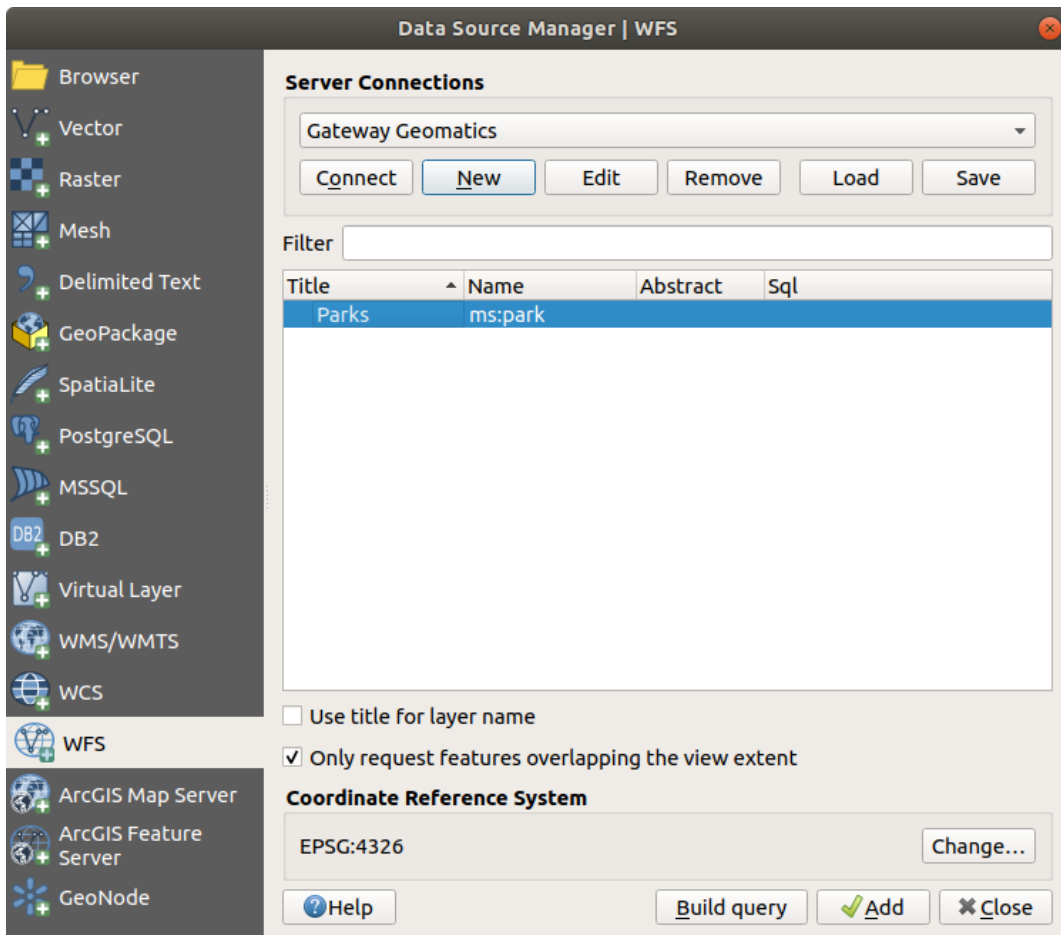 Data Source Manager | WFS
Browser
Vector
Raster
Mesh
Delimited Text
GeoPackage
SpatiaLite
PostgreSQL
MSSQL
DB2
DB2
Virtual Layer
WMS/WMTS
WCS
WFS
ArcGIS Map Server
ArcGIS Feature
Server
GeoNode
Server Connections
Gateway Geomatics
Connect New Edit Remove Load Save
Filter
Title Name Abstract Sql
Parks ms:park
Use title for layer name
Only request features overlapping the view extent
Coordinate Reference System
EPSG:4326 Change...
?Help Build query Add Close